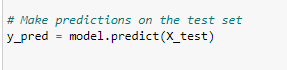 # Make predictions on the test set
y_pred = model.predict(X_test)